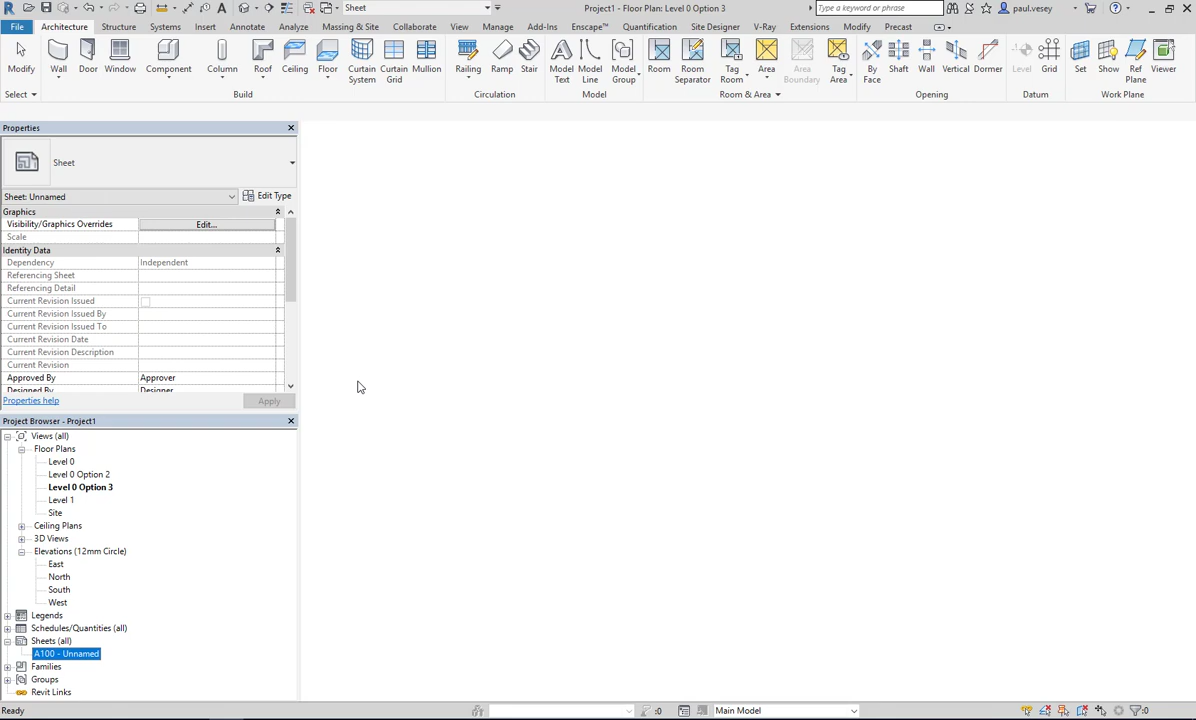 Sheet
Project1 - Floor Plan: Level 0 Option 3
Type a keyword or phrase
paul.vesey
File Architecture Structure Systems Insert Annotate Analyze Massing & Site Collaborate View Manage Add-Ins Enscape™ Quantification Site Designer V-Ray Extensions Modify Precast
Modify Wall Door Window Component Column Roof Ceiling Floor Curtain System Curtain Grid Mullion Railing Ramp Stair Model Text Model Line Model Group Room Room Separator Tag Room Area Area Boundary Tag Area By Face Shaft Wall Vertical Dormer Level Grid Set Show Ref Plane Viewer
Select Build Circulation Model Room & Area Opening Datum Work Plane
Properties
Sheet
Sheet: Unnamed Edit Type
Graphics
Visibility/Graphics Overrides Edit...
Scale
Identity Data
Dependency Independent
Referencing Sheet
Referencing Detail
Current Revision Issued
Current Revision Issued By
Current Revision Issued To
Current Revision Date
Current Revision Description
Current Revision
Approved By Approver
Designed By Designer
Properties help Apply
Project Browser - Project1
Views (all)
Floor Plans
Level 0
Level 0 Option 2
Level 0 Option 3
Level 1
Site
Ceiling Plans
3D Views
Elevations (12mm Circle)
East
North
South
West
Legends
Schedules/Quantities (all)
Sheets (all)
A100 - Unnamed
Families
Groups
Revit Links
Ready :0 Main Model :0